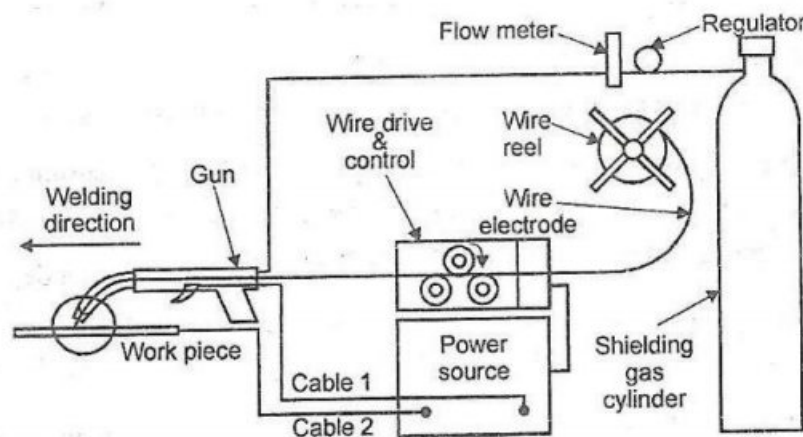 Flow meter
Regulator
Wire drive
&
control
Wire
reel
Gun
Welding
direction
Wire
electrode
Work piece
Power
source
Shielding
gas
cylinder
Cable 1
Cable 2